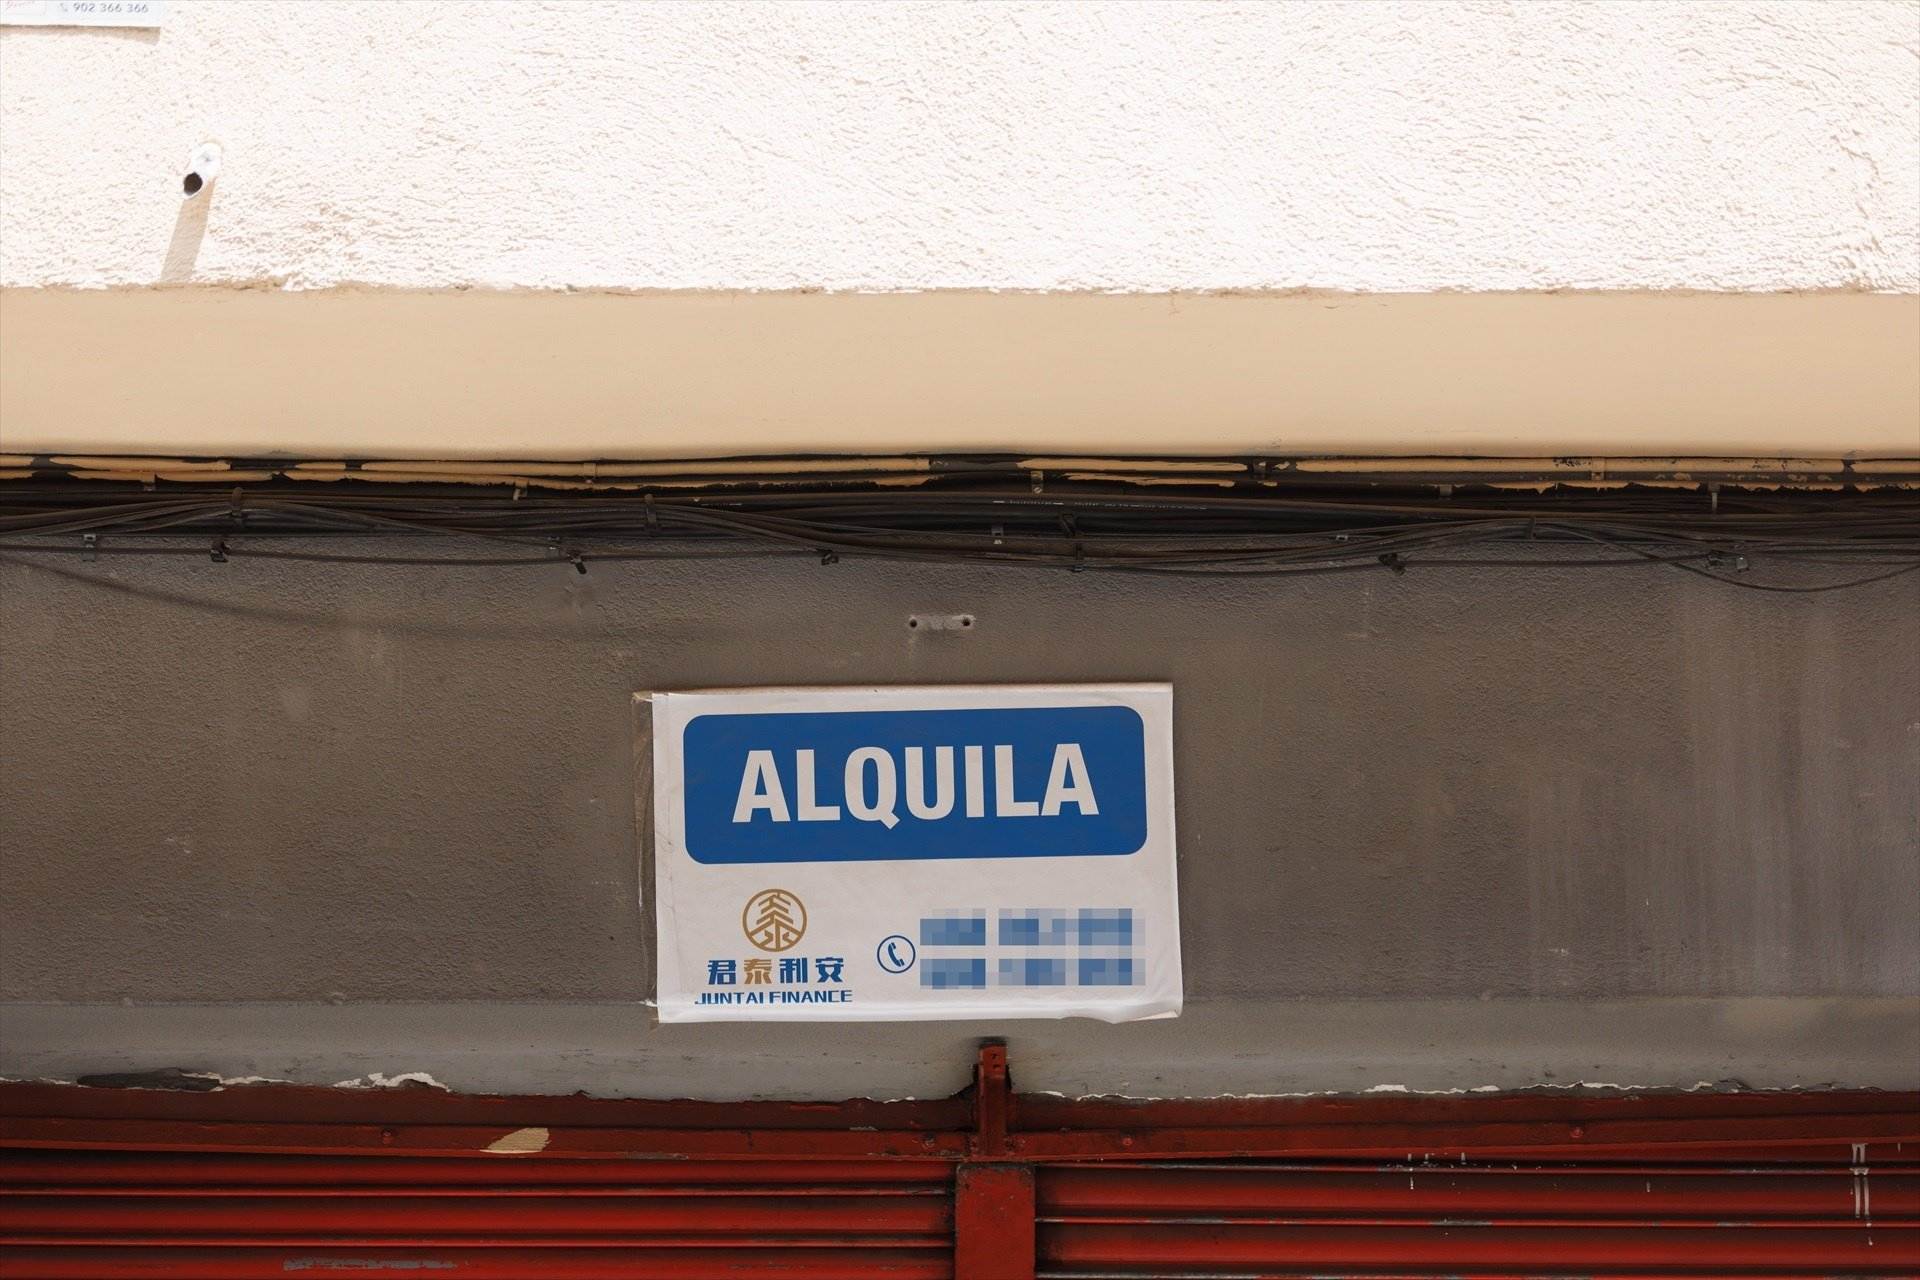 902 366 366
ALQUILA
君泰利安
JUNTAI FINANCE